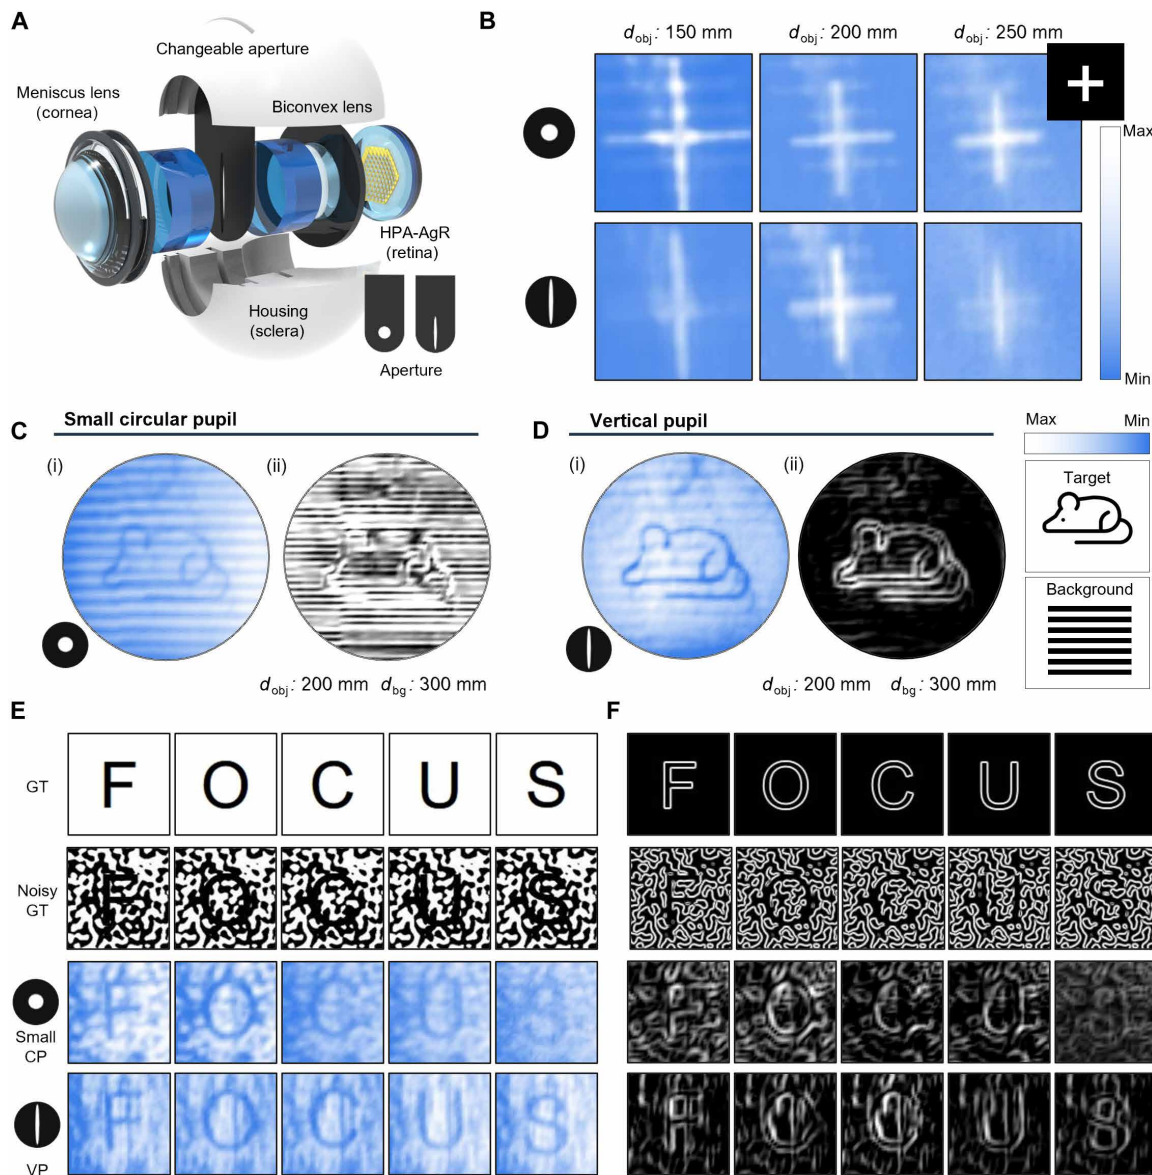 A
Changeable aperture
Meniscus lens
(cornea)
Biconvex lens
HPA-AgR
(retina)
Housing
(sclera)
Aperture
B
dobj: 150 mm
dobj: 200 mm
dobj: 250 mm
Max
Min
C
Small circular pupil
(i)
(ii)
dobj: 200 mm dbg: 300 mm
D
Vertical pupil
(i)
(ii)
dobj: 200 mm dbg: 300 mm
Max Min
Target
Background
E
GT
F O C U S
Noisy
GT
F O C U S
Small
CP
F O C U S
VP
F O C U S
F
F O C U S
F O C U S
F O C U S
F O C U S